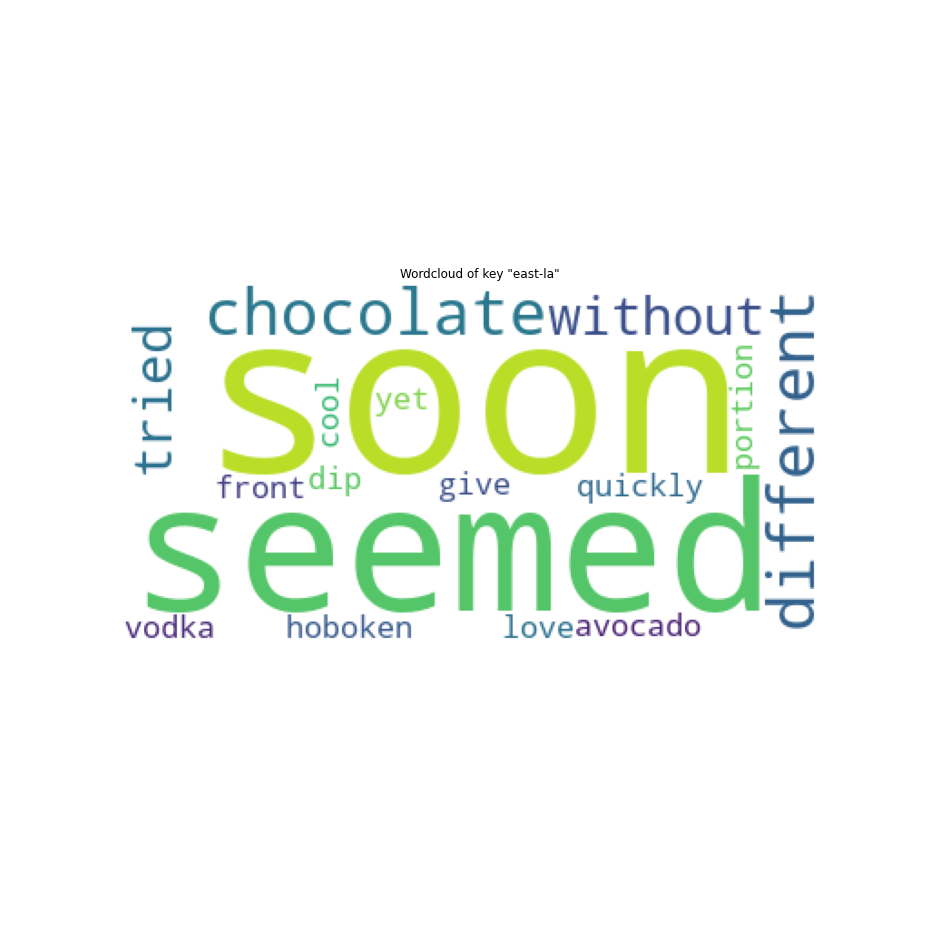 Wordcloud of key "east-la"
chocolate
without
different
tried
soon
cool
yet
portion
front
dip
give
quickly
seemed
vodka
hoboken
love
avocado